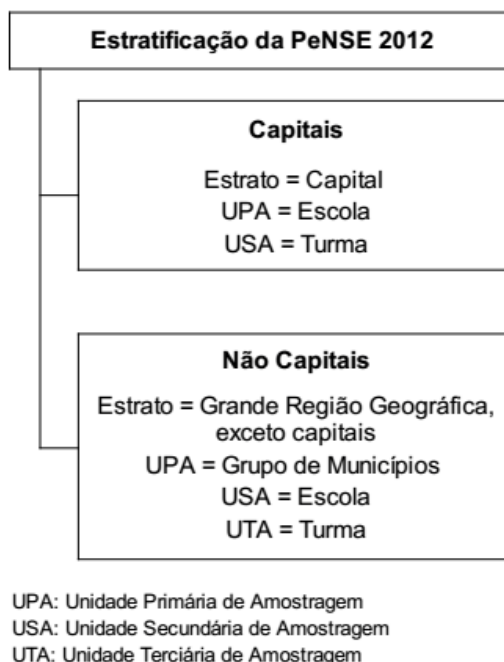 Estratificação da PeNSE 2012
Capitais
Estrato = Capital
UPA = Escola
USA = Turma
Não Capitais
Estrato = Grande Região Geográfica,
exceto capitais
UPA = Grupo de Municípios
USA = Escola
UTA = Turma
UPA: Unidade Primária de Amostragem
USA: Unidade Secundária de Amostragem
UTA: Unidade Terciária de Amostragem